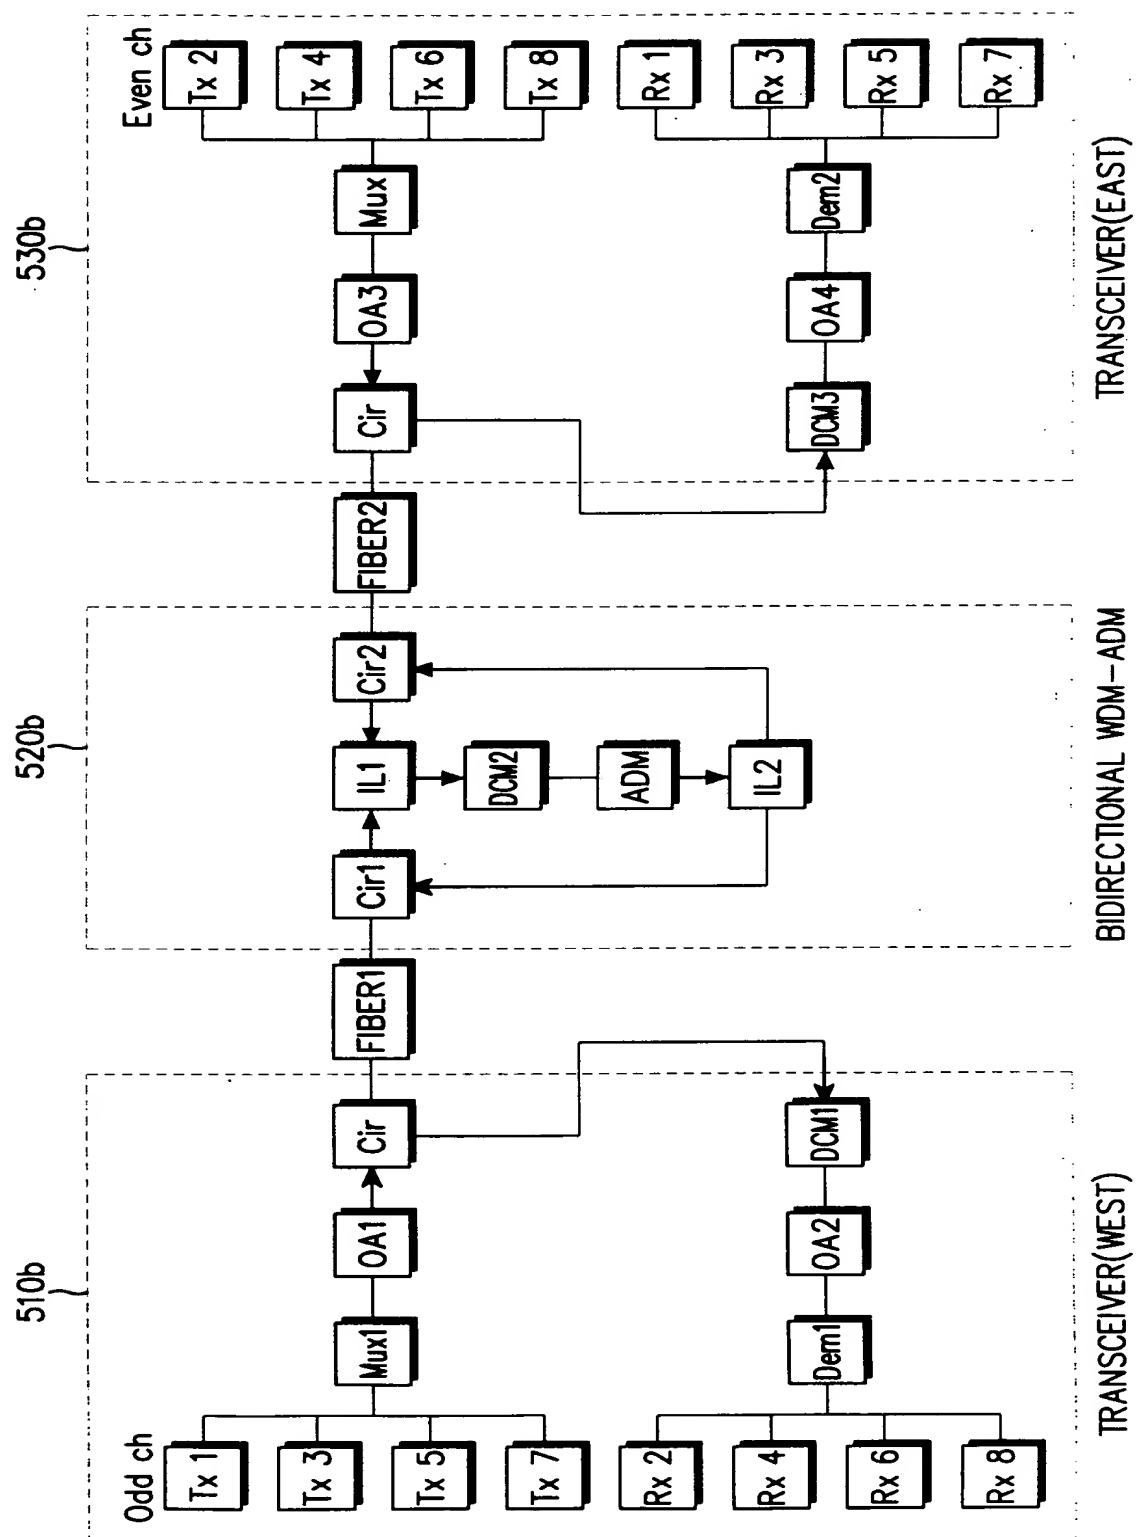 510b
520b
530b
Odd ch
Even ch
Tx 1
Tx 3
Tx 5
Tx 7
Mux1
OA1
Cir
FIBER1
Cir1
IL1
Cir2
FIBER2
Cir
OA3
Mux
Tx 2
Tx 4
Tx 6
Tx 8
DCM2
ADM
IL2
Rx 2
Rx 4
Rx 6
Rx 8
Dem1
OA2
DCM1
DCM3
OA4
Dem2
Rx 1
Rx 3
Rx 5
Rx 7
TRANSCEIVER(WEST)
BIDIRECTIONAL WDM-ADM
TRANSCEIVER(EAST)